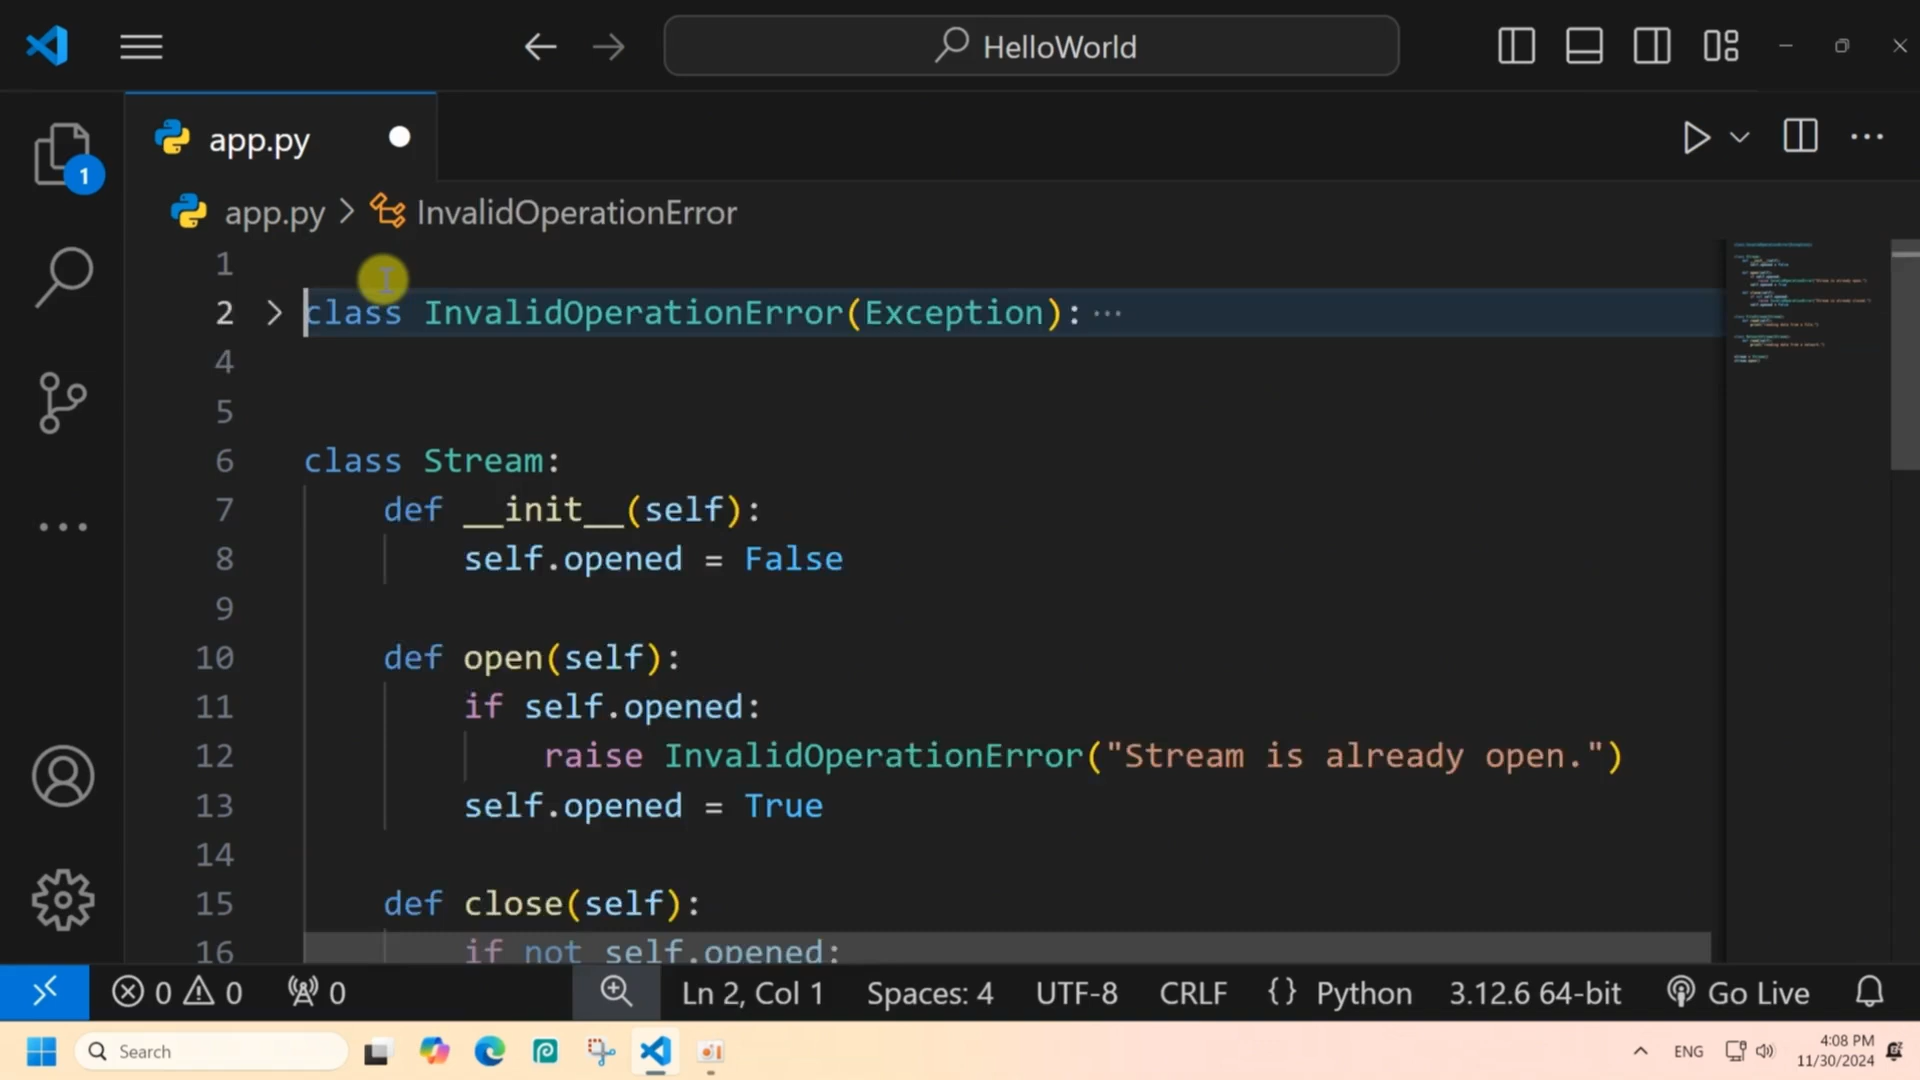 HelloWorld
app.py
1
app.py > InvalidOperationError
1
2 class InvalidOperationError(Exception): ···
4
5
6 class Stream:
7 def __init__(self):
8 self.opened = False
9
10 def open(self):
11 if self.opened:
12 raise InvalidOperationError("Stream is already open.")
13 self.opened = True
14
15 def close(self):
16 if not self.opened:
0 0 0 Ln 2, Col 1 Spaces: 4 UTF-8 CRLF {} Python 3.12.6 64-bit Go Live
Search ENG 4:08 PM
11/30/2024